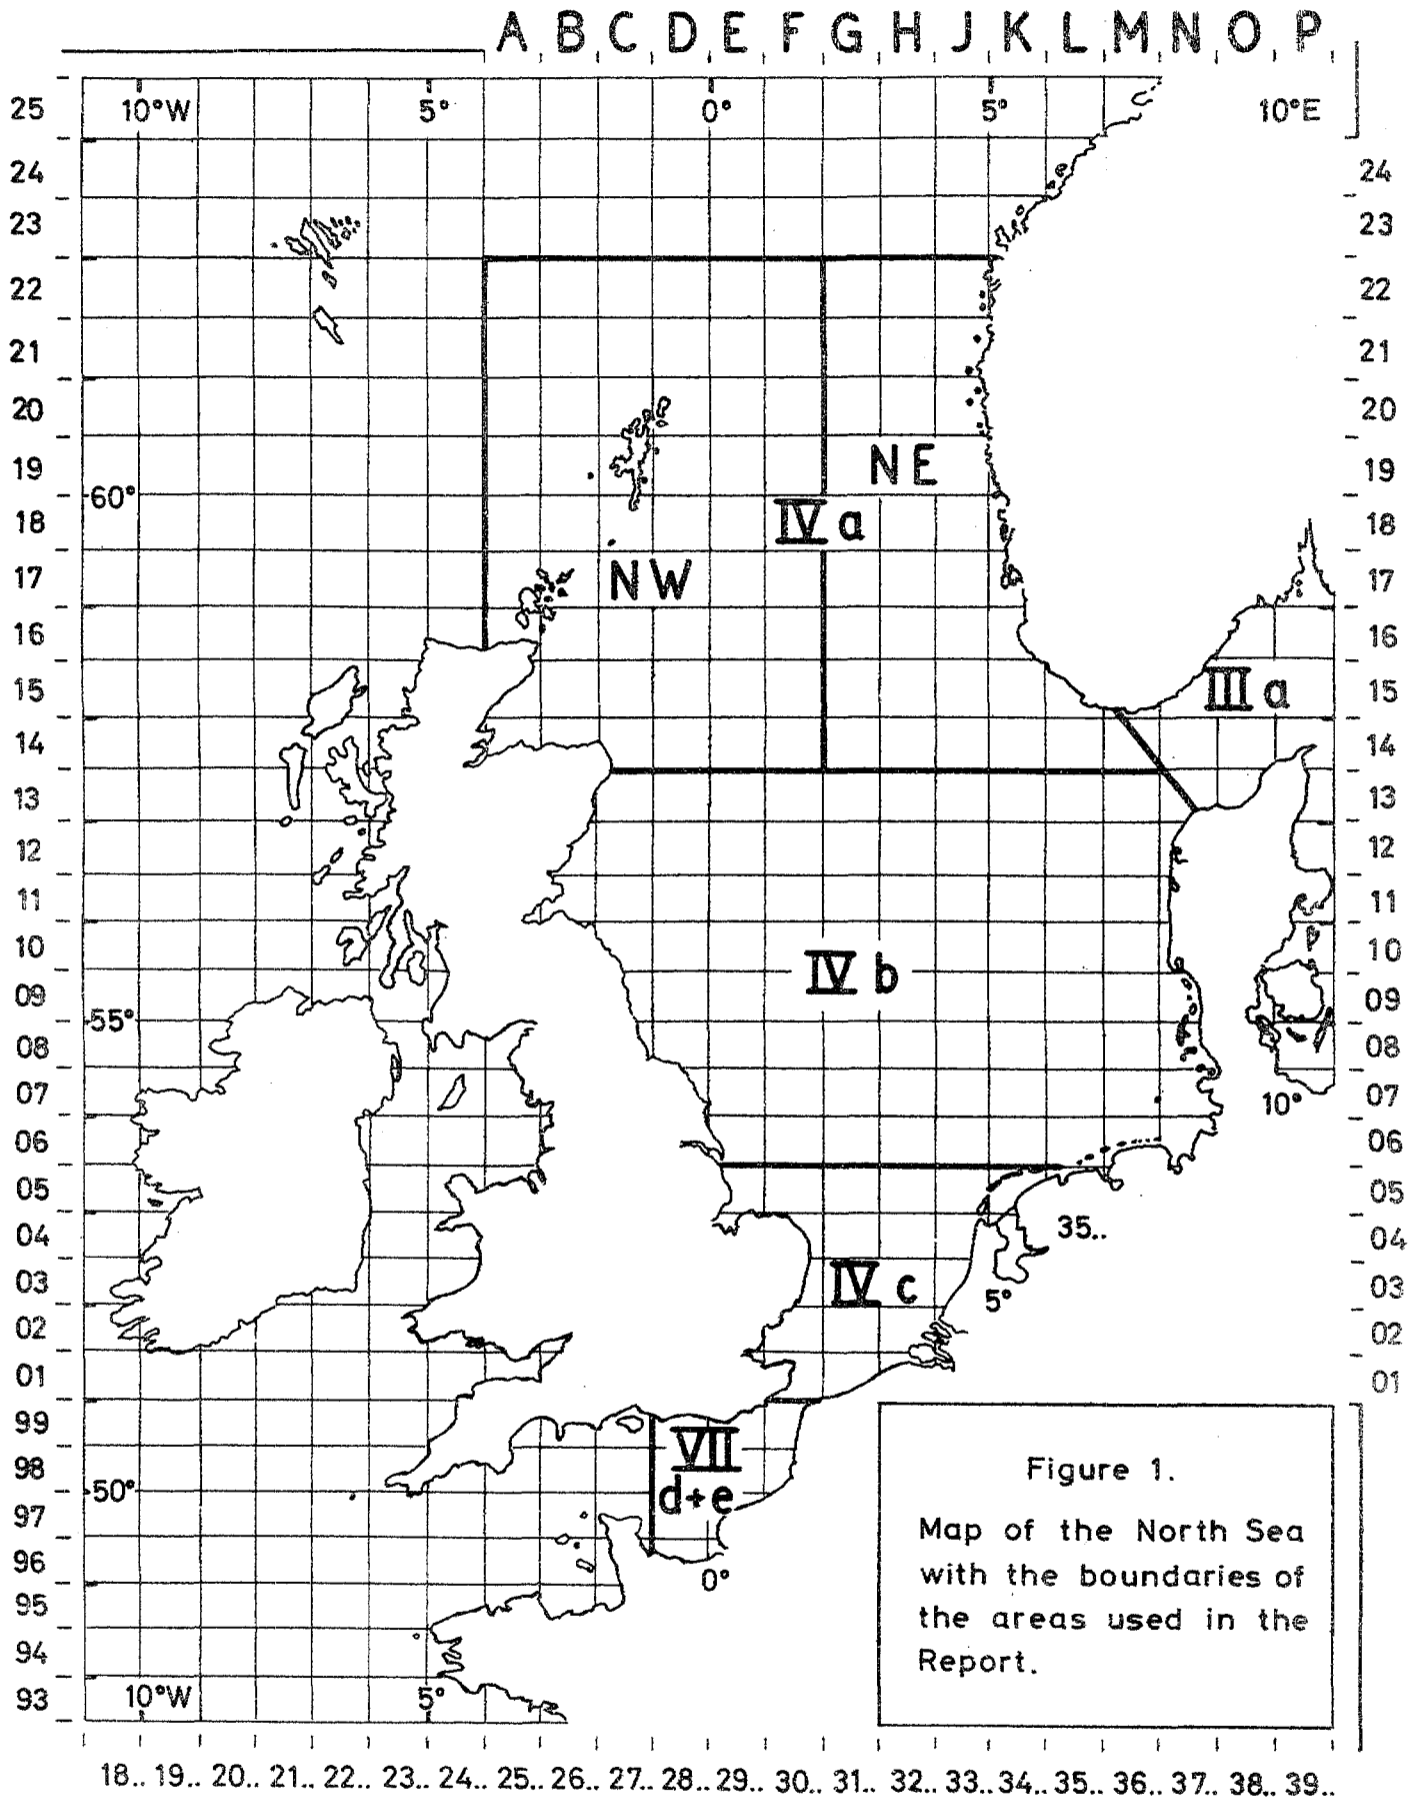 A B C D E F G H J K L M N O P
10°W 5° 0° 5° 10°E
25
24 24
23 23
22 22
21 21
20 20
19 NE 19
60°
18 IV a 18
17 NW 17
16 16
15 III a 15
14 14
13 13
12 12
11 11
10 IV b 10
09 09
55°
08 08
07 10° 07
06 06
05 05
04 35.. 04
03 IV c 5° 03
02 02
01 01
99 VII
98
50° d+e
97
96 0°
95
94
93 10°W 5°
Figure 1.
Map of the North Sea
with the boundaries of
the areas used in the
Report.
18.. 19.. 20.. 21.. 22.. 23.. 24.. 25.. 26.. 27.. 28.. 29.. 30.. 31.. 32.. 33.. 34.. 35.. 36.. 37.. 38.. 39..